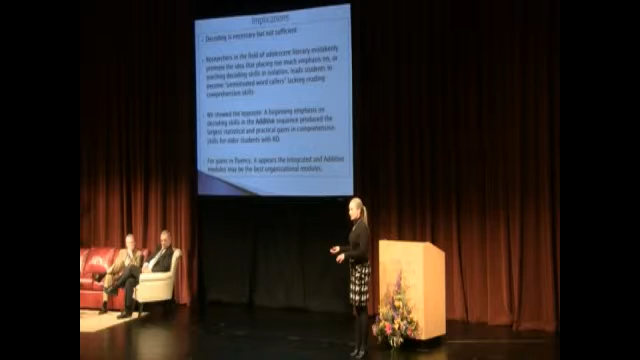 Implications
Decoding is necessary but not sufficient
Researchers in the field of adolescent literacy mistakenly
promote the idea that placing too much emphasis on, or
teaching decoding skills in isolation, leads students to
become "unmotivated word callers" lacking reading
comprehension skills
We showed the opposite: A beginning emphasis on
decoding skills in the Additive sequence produced the
largest statistical and practical gains in comprehension
skills for older students with RD.
For gains in fluency, it appears the Integrated and Additive
modules may be the best organizational modules.